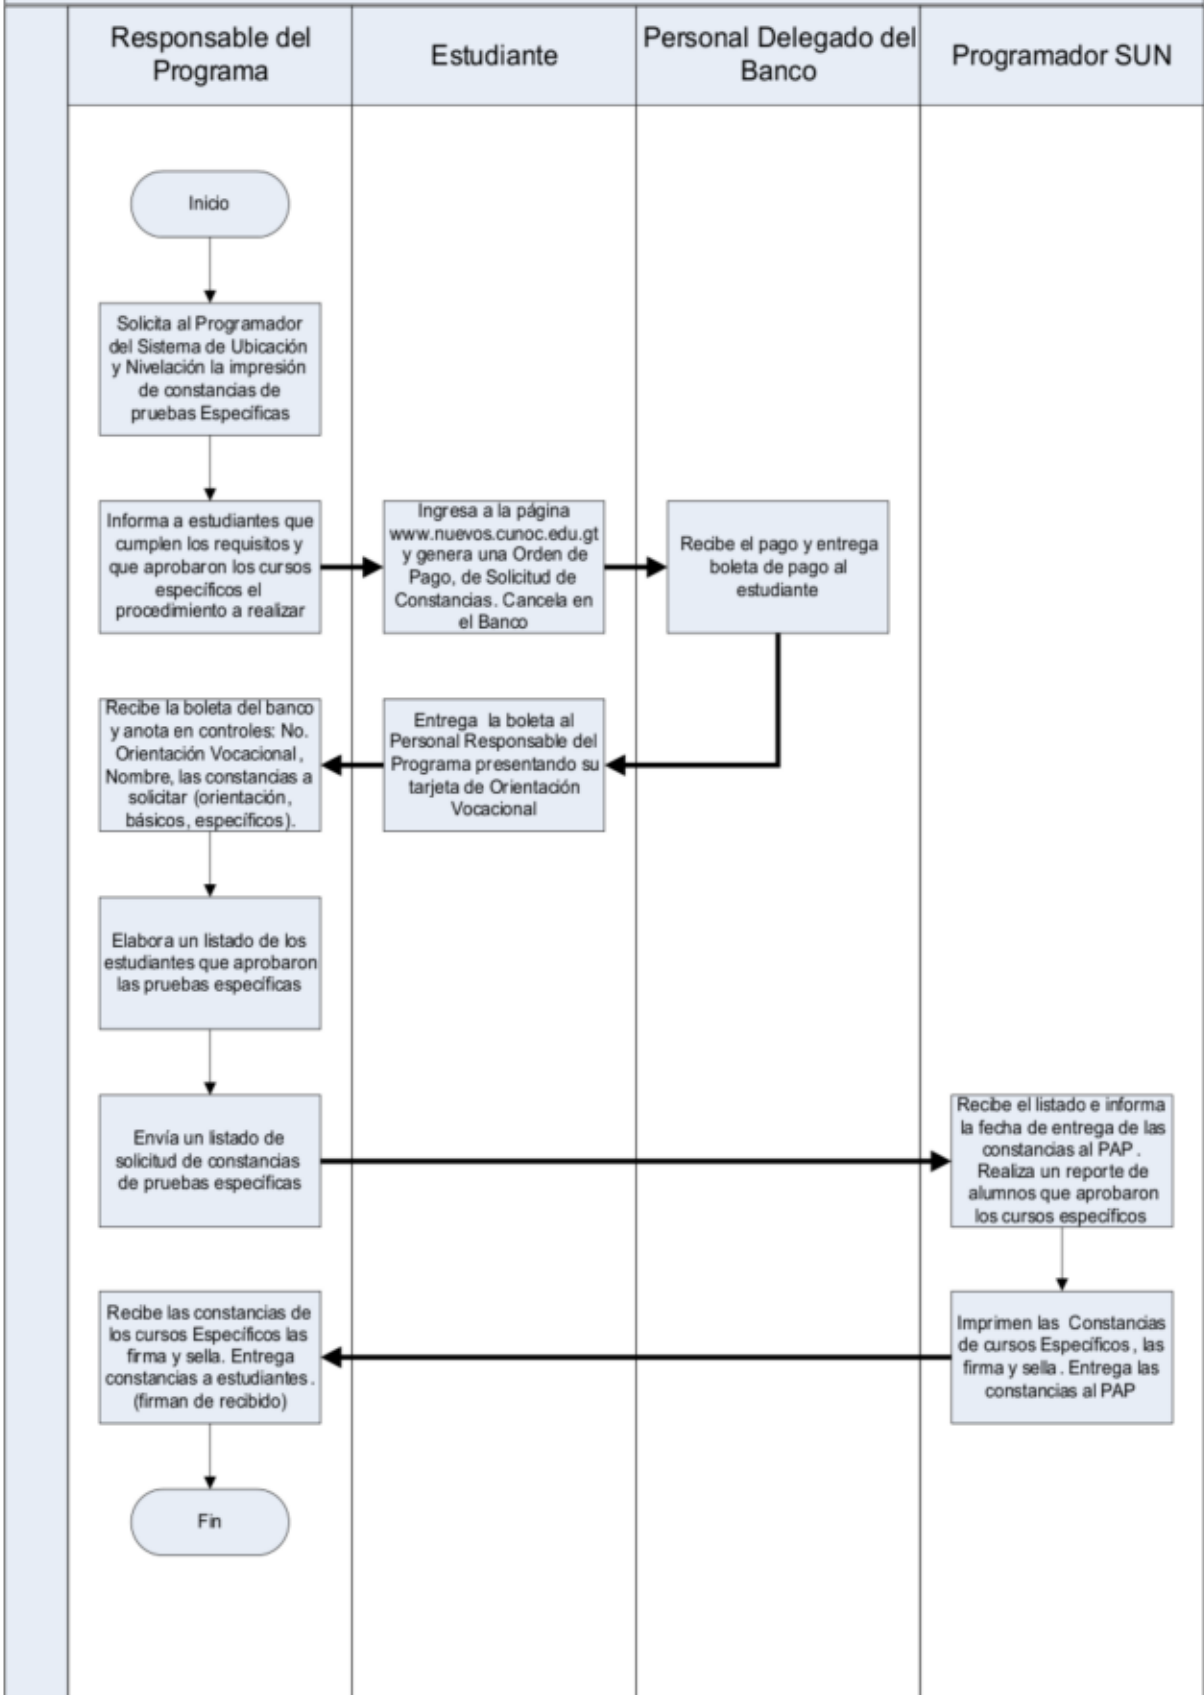 Responsable del
Programa
Estudiante
Personal Delegado del
Banco
Programador SUN
Inicio
Solicita al Programador
del Sistema de Ubicación
y Nivelación la impresión
de constancias de
pruebas Específicas
Informa a estudiantes que
cumplen los requisitos y
que aprobaron los cursos
específicos el
procedimiento a realizar
Ingresa a la página
www.nuevos.cunoc.edu.gt
y genera una Orden de
Pago, de Solicitud de
Constancias. Cancela en
el Banco
Recibe el pago y entrega
boleta de pago al
estudiante
Entrega la boleta al
Personal Responsable del
Programa presentando su
tarjeta de Orientación
Vocacional
Recibe la boleta del banco
y anota en controles: No.
Orientación Vocacional,
Nombre, las constancias a
solicitar (orientación,
básicos, específicos).
Elabora un listado de los
estudiantes que aprobaron
las pruebas específicas
Envía un listado de
solicitud de constancias
de pruebas específicas
Recibe el listado e informa
la fecha de entrega de las
constancias al PAP.
Realiza un reporte de
alumnos que aprobaron
los cursos específicos
Imprimen las Constancias
de cursos Específicos, las
firma y sella. Entrega las
constancias al PAP
Recibe las constancias de
los cursos Específicos las
firma y sella. Entrega
constancias a estudiantes.
(firman de recibido)
Fin